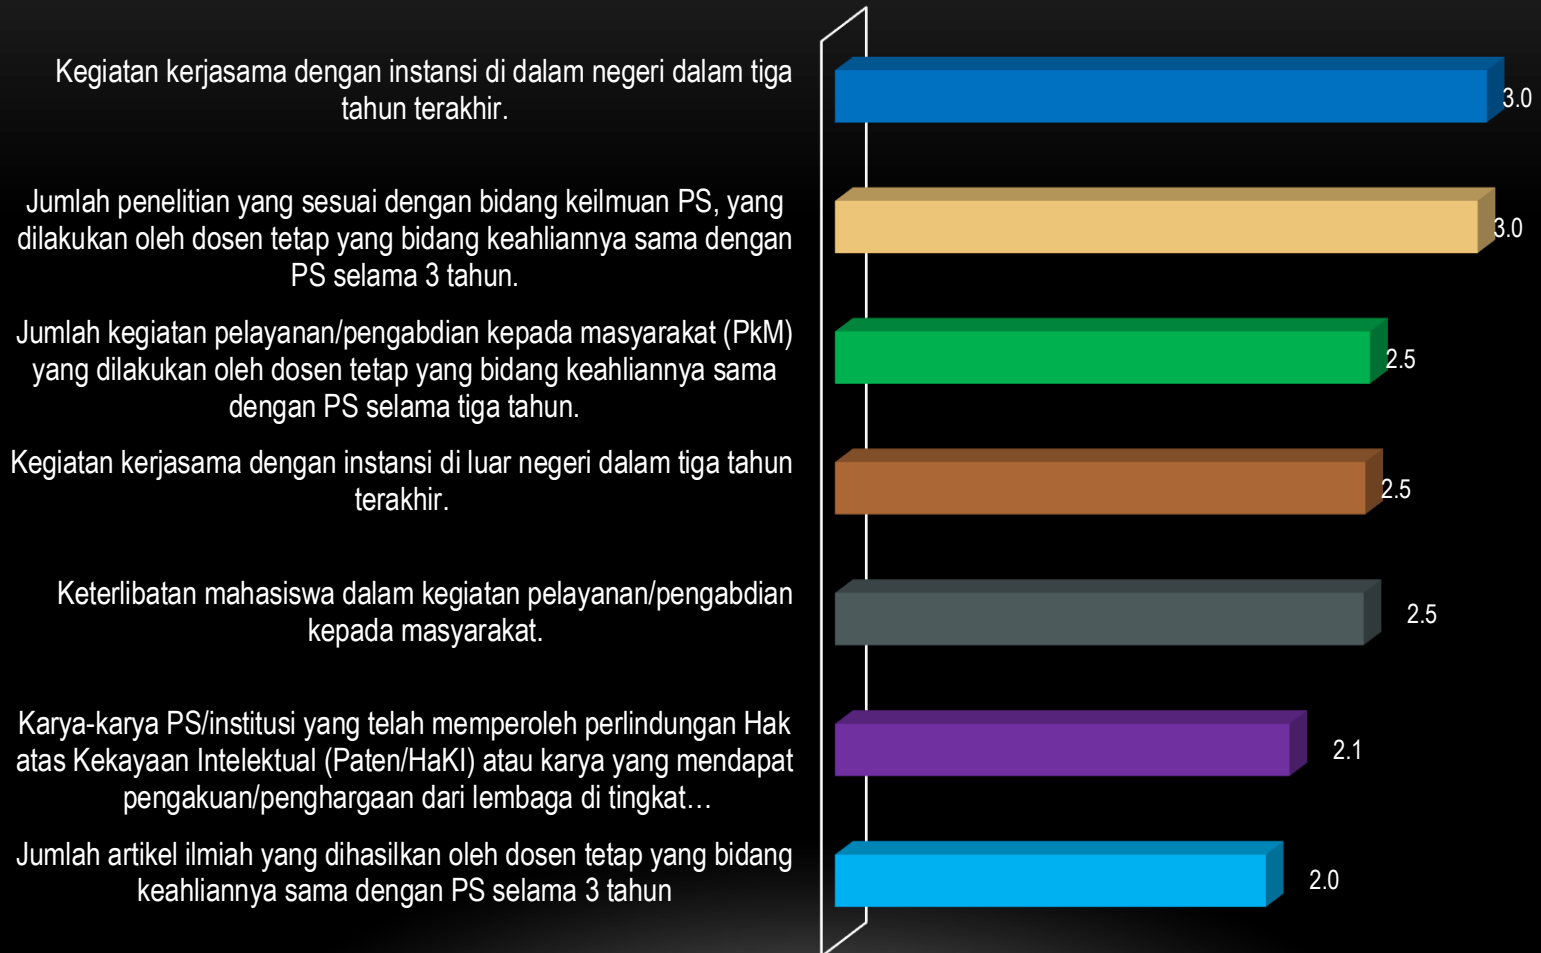 Kegiatan kerjasama dengan instansi di dalam negeri dalam tiga
tahun terakhir.
3.0
Jumlah penelitian yang sesuai dengan bidang keilmuan PS, yang
dilakukan oleh dosen tetap yang bidang keahliannya sama dengan
PS selama 3 tahun.
3.0
Jumlah kegiatan pelayanan/pengabdian kepada masyarakat (PkM)
yang dilakukan oleh dosen tetap yang bidang keahliannya sama
dengan PS selama tiga tahun.
2.5
Kegiatan kerjasama dengan instansi di luar negeri dalam tiga tahun
terakhir.
2.5
Keterlibatan mahasiswa dalam kegiatan pelayanan/pengabdian
kepada masyarakat.
2.5
Karya-karya PS/institusi yang telah memperoleh perlindungan Hak
atas Kekayaan Intelektual (Paten/HaKI) atau karya yang mendapat
pengakuan/penghargaan dari lembaga di tingkat…
2.1
Jumlah artikel ilmiah yang dihasilkan oleh dosen tetap yang bidang
keahliannya sama dengan PS selama 3 tahun
2.0